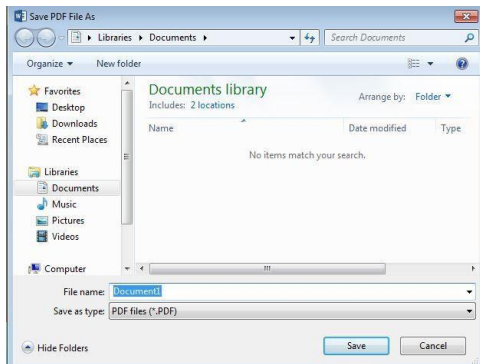 Save PDF File As
Libraries Documents
Search Documents
Organize New folder
Favorites
Desktop
Downloads
Recent Places
Libraries
Documents
Music
Pictures
Videos
Computer
Documents library
Includes: 2 locations
Arrange by: Folder
Name Date modified Type
No items match your search.
File name: Document1
Save as type: PDF files (*.PDF)
Hide Folders Save Cancel